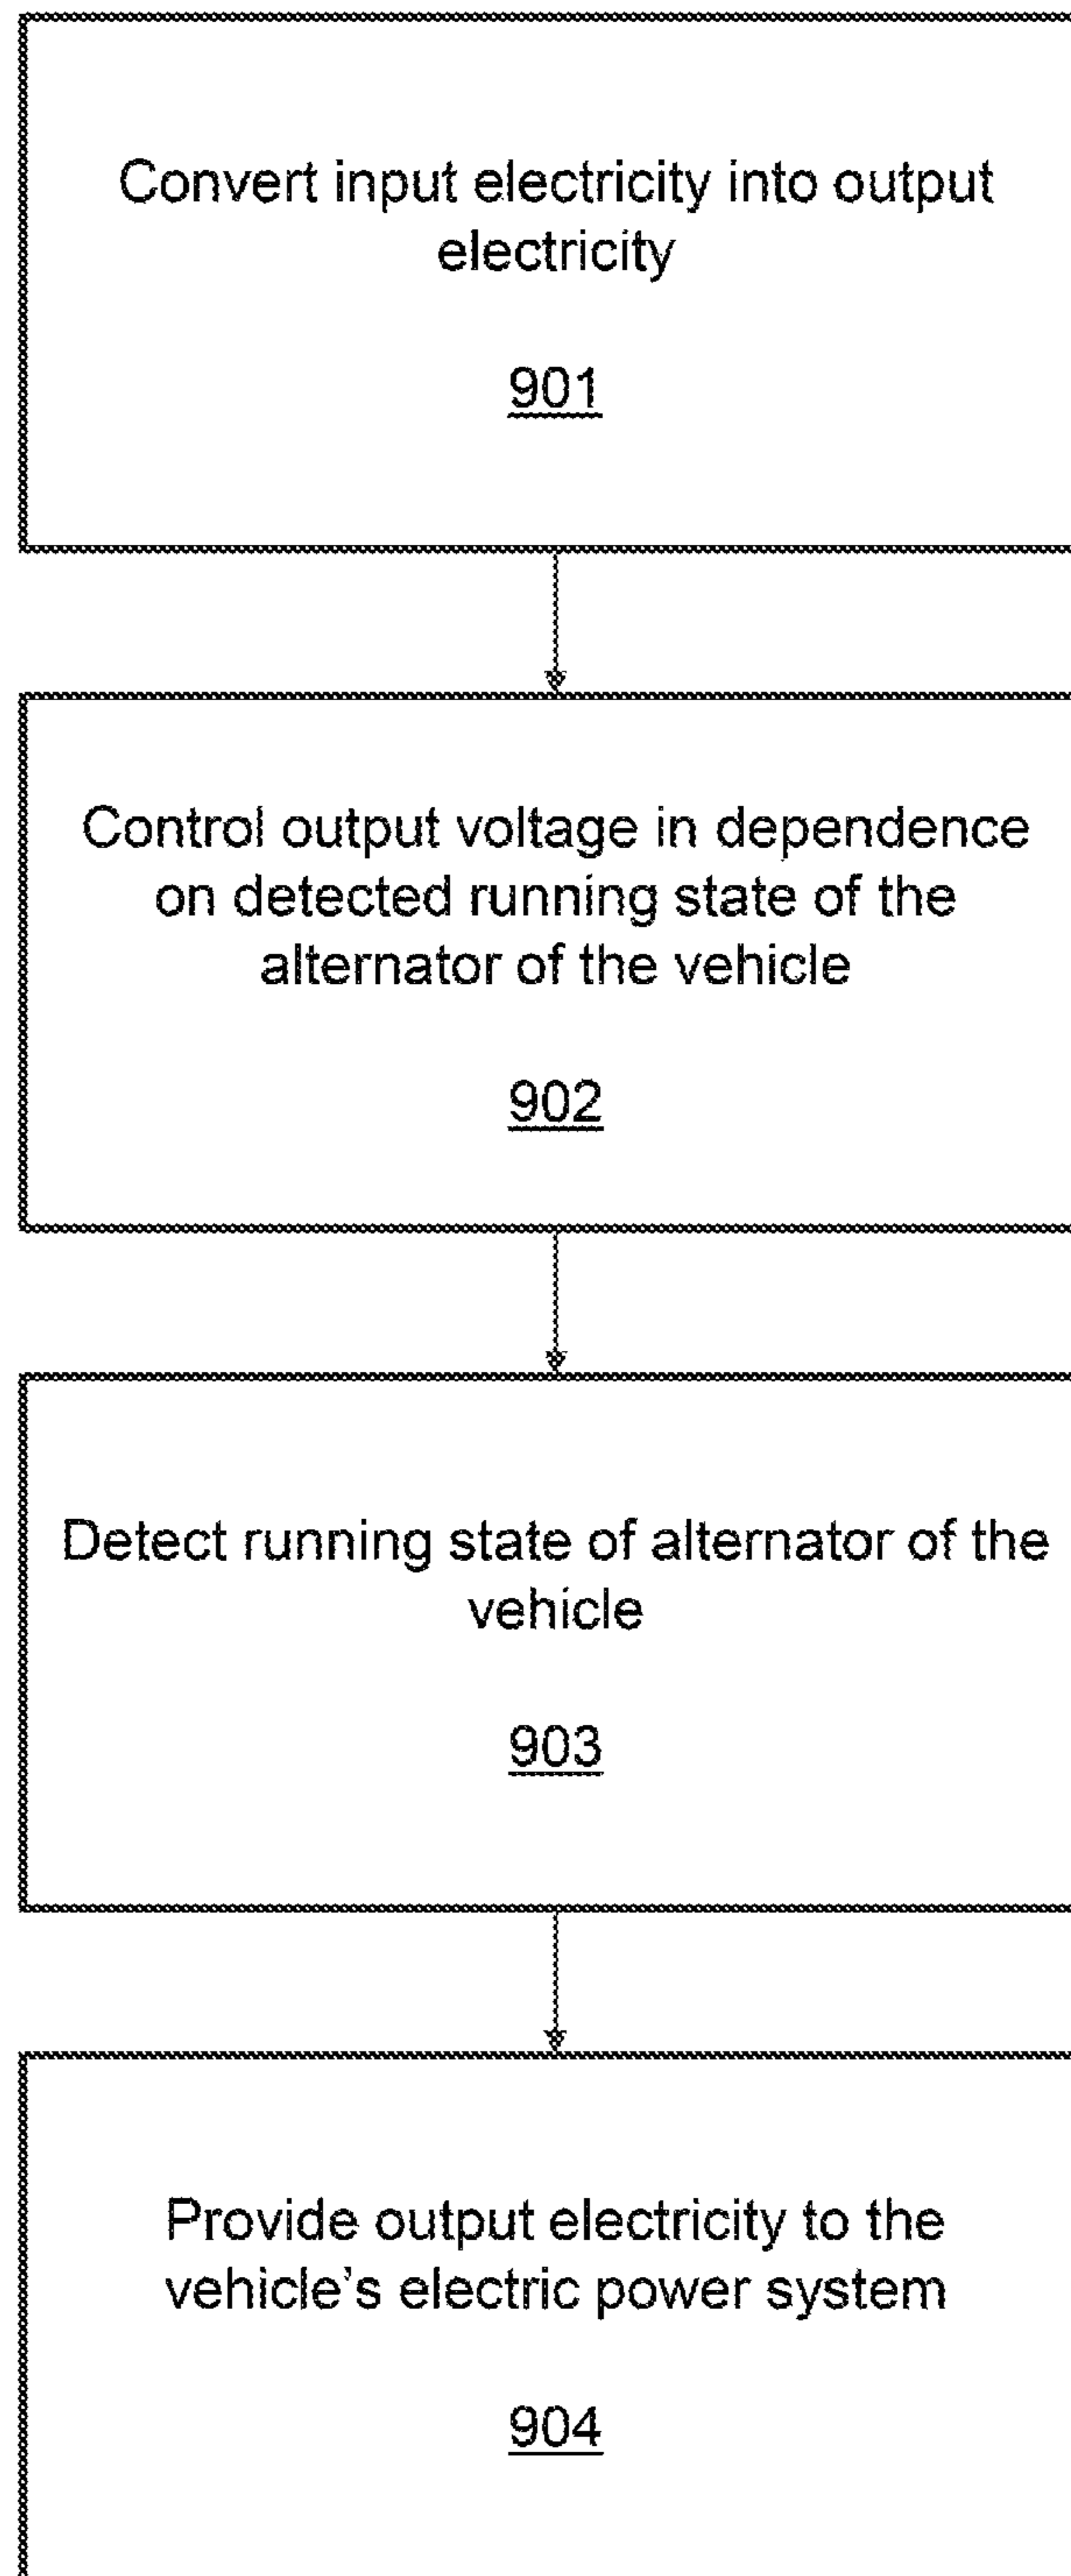 Convert input electricity into output
electricity
901
Control output voltage in dependence
on detected running state of the
alternator of the vehicle
902
Detect running state of alternator of the
vehicle
903
Provide output electricity to the
vehicle's electric power system
904